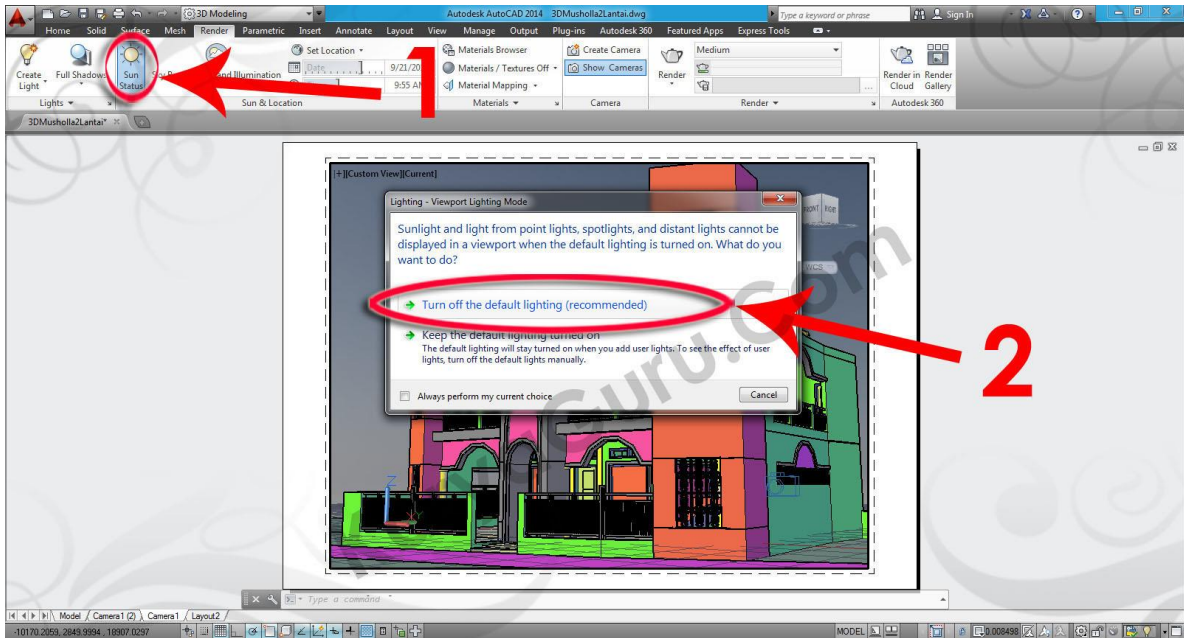 3D Modeling
Autodesk AutoCAD 2014 3DMusholla2Lantai.dwg
Type a keyword or phrase
Sign In
Home Solid Surface Mesh Render Parametric Insert Annotate Layout View Manage Output Plug-ins Autodesk 360 Featured Apps Express Tools
Create Light
Full Shadows
Sun Status
and Illumination
Set Location
Date
9/21/20
9:55 AM
Materials Browser
Materials / Textures Off
Material Mapping
Create Camera
Show Cameras
Render
Medium
Render in Cloud
Render Gallery
Lights
Sun & Location
Materials
Camera
Render
Autodesk 360
1
3DMusholla2Lantai*
[+][Custom View][Current]
Lighting - Viewport Lighting Mode
Sunlight and light from point lights, spotlights, and distant lights cannot be
displayed in a viewport when the default lighting is turned on. What do you
want to do?
Turn off the default lighting (recommended)
Keep the default lighting turned on
The default lighting will stay turned on when you add user lights. To see the effect of user
lights, turn off the default lights manually.
Always perform my current choice
Cancel
FRONT
WCS
2
Z
Type a command
Model Camera1 (2) Camera1 Layout2
-10170.2059, 2849.9994, 18907.0297
MODEL
0.008498